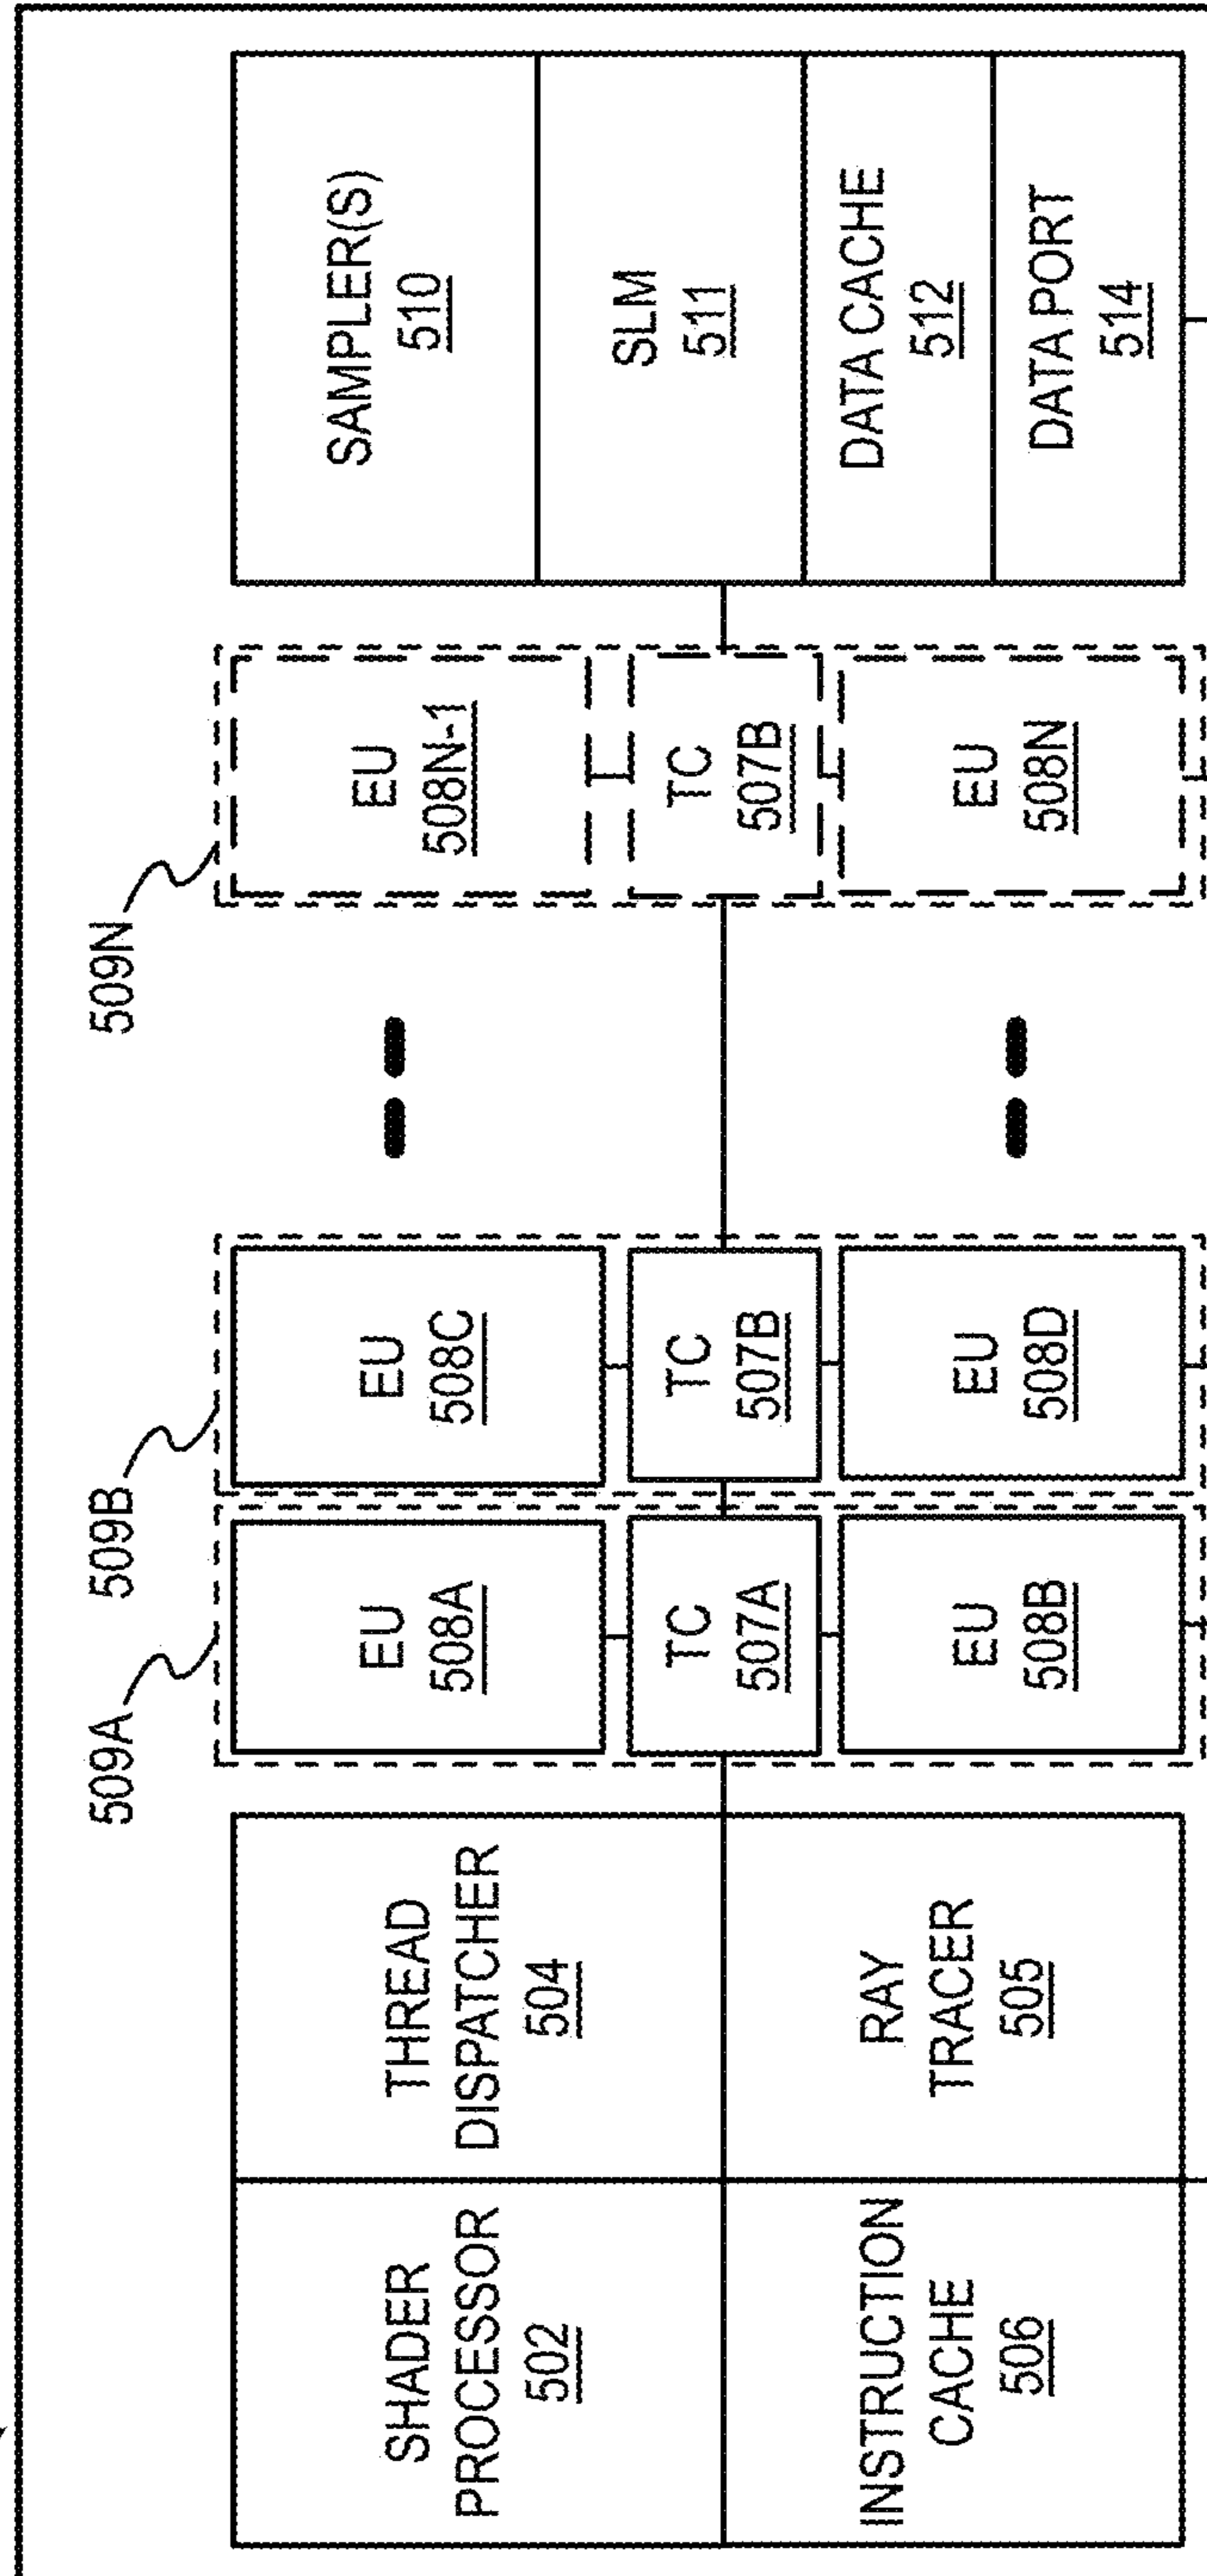 509A
509B
509N
SHADER
PROCESSOR
502
THREAD
DISPATCHER
504
INSTRUCTION
CACHE
506
RAY
TRACER
505
EU
508A
TC
507A
EU
508B
EU
508C
TC
507B
EU
508D
EU
508N-1
TC
507B
EU
508N
SAMPLER(S)
510
SLM
511
DATA CACHE
512
DATA PORT
514